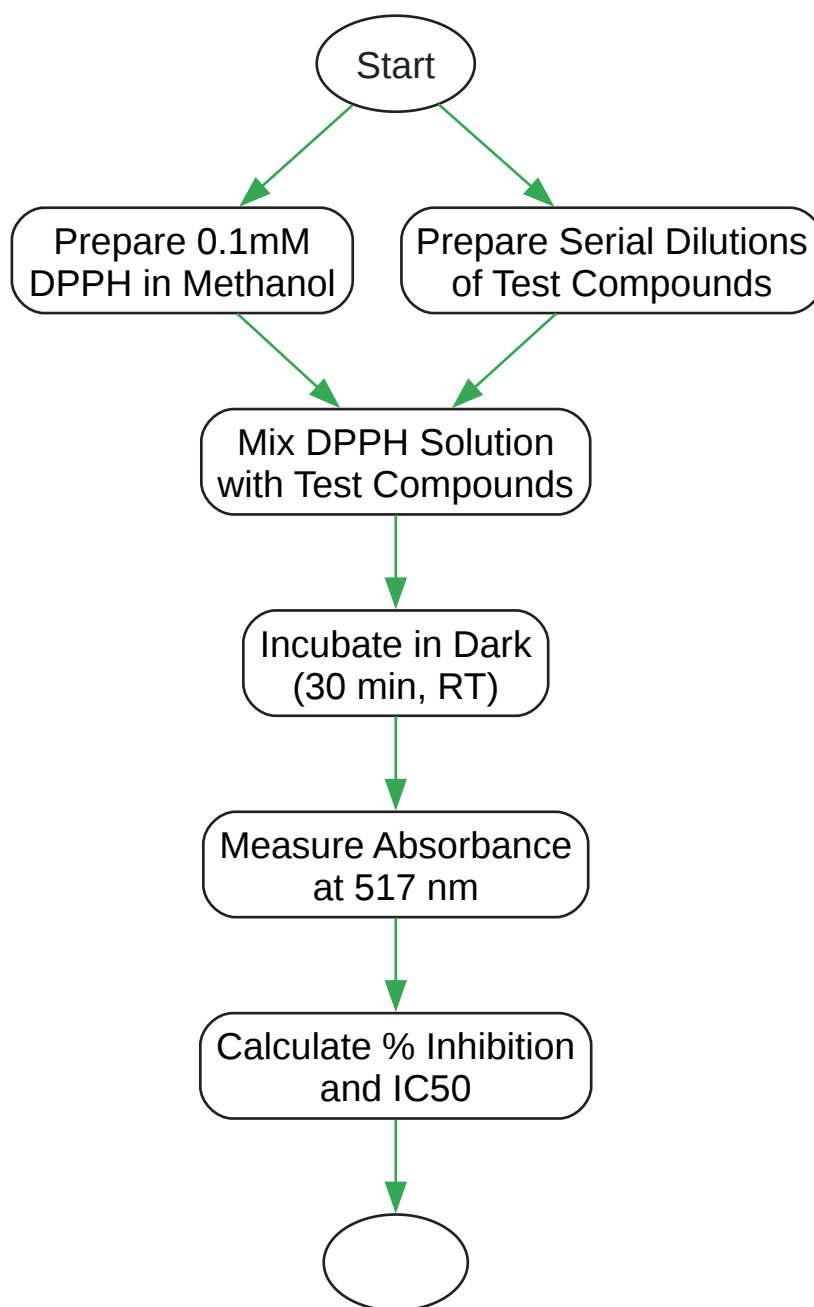 Start
Prepare 0.1mM
DPPH in Methanol
Prepare Serial Dilutions
of Test Compounds
Mix DPPH Solution
with Test Compounds
Incubate in Dark
(30 min, RT)
Measure Absorbance
at 517 nm
Calculate % Inhibition
and IC50